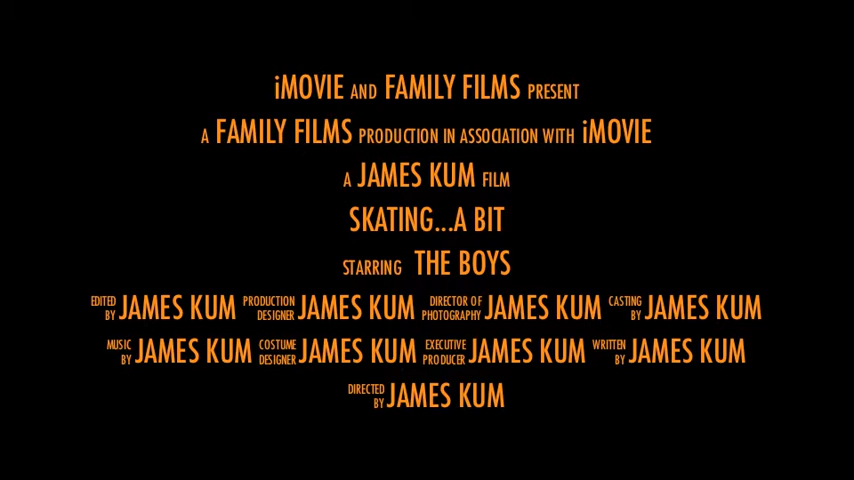 iMOVIE AND FAMILY FILMS PRESENT
A FAMILY FILMS PRODUCTION IN ASSOCIATION WITH iMOVIE
A JAMES KUM FILM
SKATING...A BIT
STARRING THE BOYS
EDITED BY JAMES KUM PRODUCTION DESIGNER JAMES KUM DIRECTOR OF PHOTOGRAPHY JAMES KUM CASTING BY JAMES KUM
MUSIC BY JAMES KUM COSTUME DESIGNER JAMES KUM EXECUTIVE PRODUCER JAMES KUM WRITTEN BY JAMES KUM
DIRECTED BY JAMES KUM